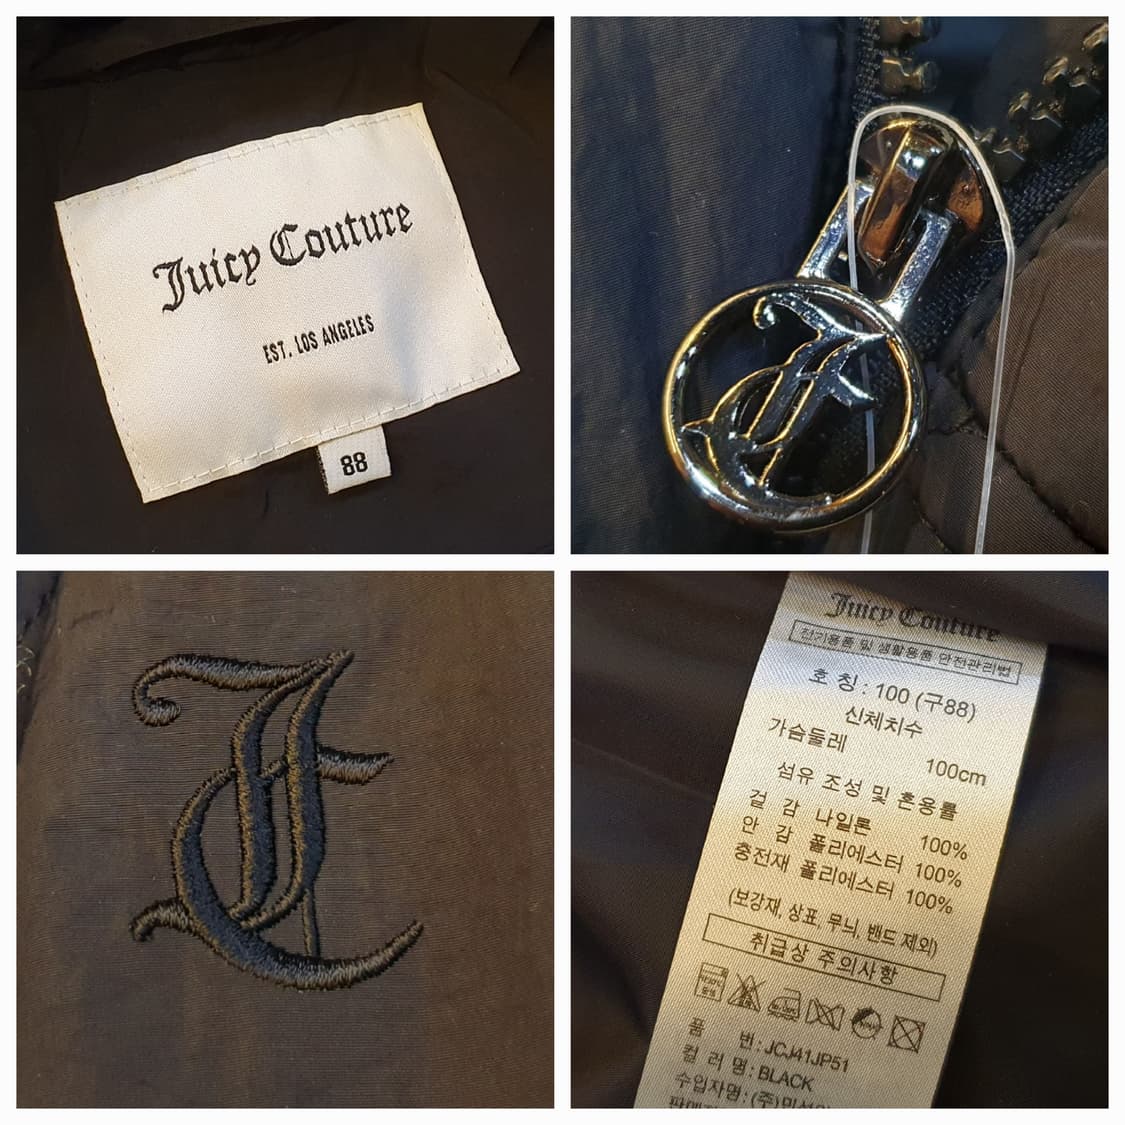 Juicy Couture
EST. LOS ANGELES
88
Juicy Couture
전기용품 및 생활용품 안전관리법
호 칭 : 100 (구88)
신체치수
가슴둘레 100cm
섬유 조성 및 혼용률
겉 감 나일론 100%
안 감 폴리에스터 100%
충전재 폴리에스터 100%
(보강재, 상표, 무늬, 밴드 제외)
취급상 주의사항
품 번 : JCJ41JP51
컬 러 명 : BLACK
수입자명 : (주)